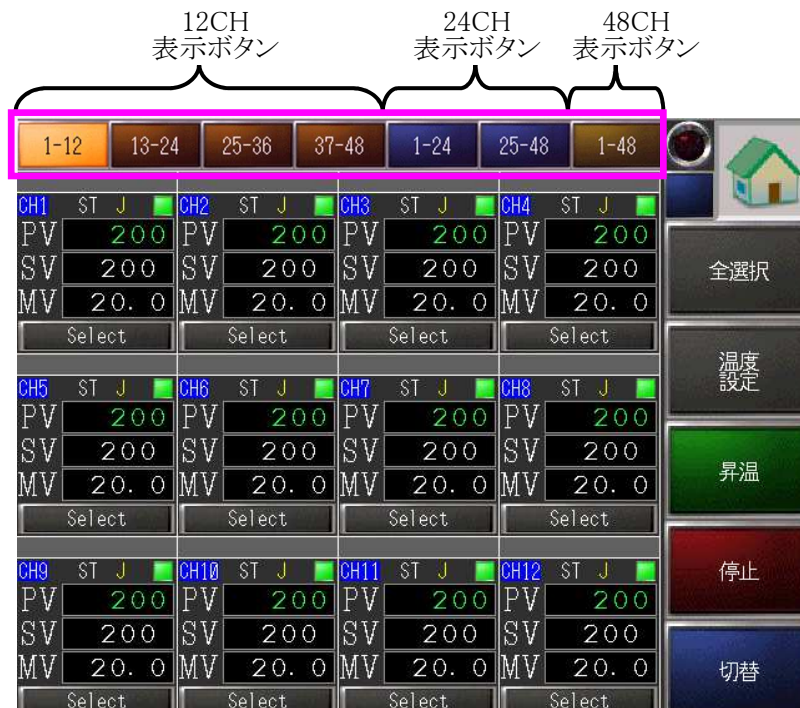 12CH
表示ボタン
24CH
表示ボタン
48CH
表示ボタン
1-12 13-24 25-36 37-48 1-24 25-48 1-48
CH1 ST J CH2 ST J CH3 ST J CH4 ST J
PV 200 PV 200 PV 200 PV 200
SV 200 SV 200 SV 200 SV 200
MV 20.0 MV 20.0 MV 20.0 MV 20.0
Select Select Select Select
CH5 ST J CH6 ST J CH7 ST J CH8 ST J
PV 200 PV 200 PV 200 PV 200
SV 200 SV 200 SV 200 SV 200
MV 20.0 MV 20.0 MV 20.0 MV 20.0
Select Select Select Select
CH9 ST J CH10 ST J CH11 ST J CH12 ST J
PV 200 PV 200 PV 200 PV 200
SV 200 SV 200 SV 200 SV 200
MV 20.0 MV 20.0 MV 20.0 MV 20.0
Select Select Select Select
全選択
温度
設定
昇温
停止
切替